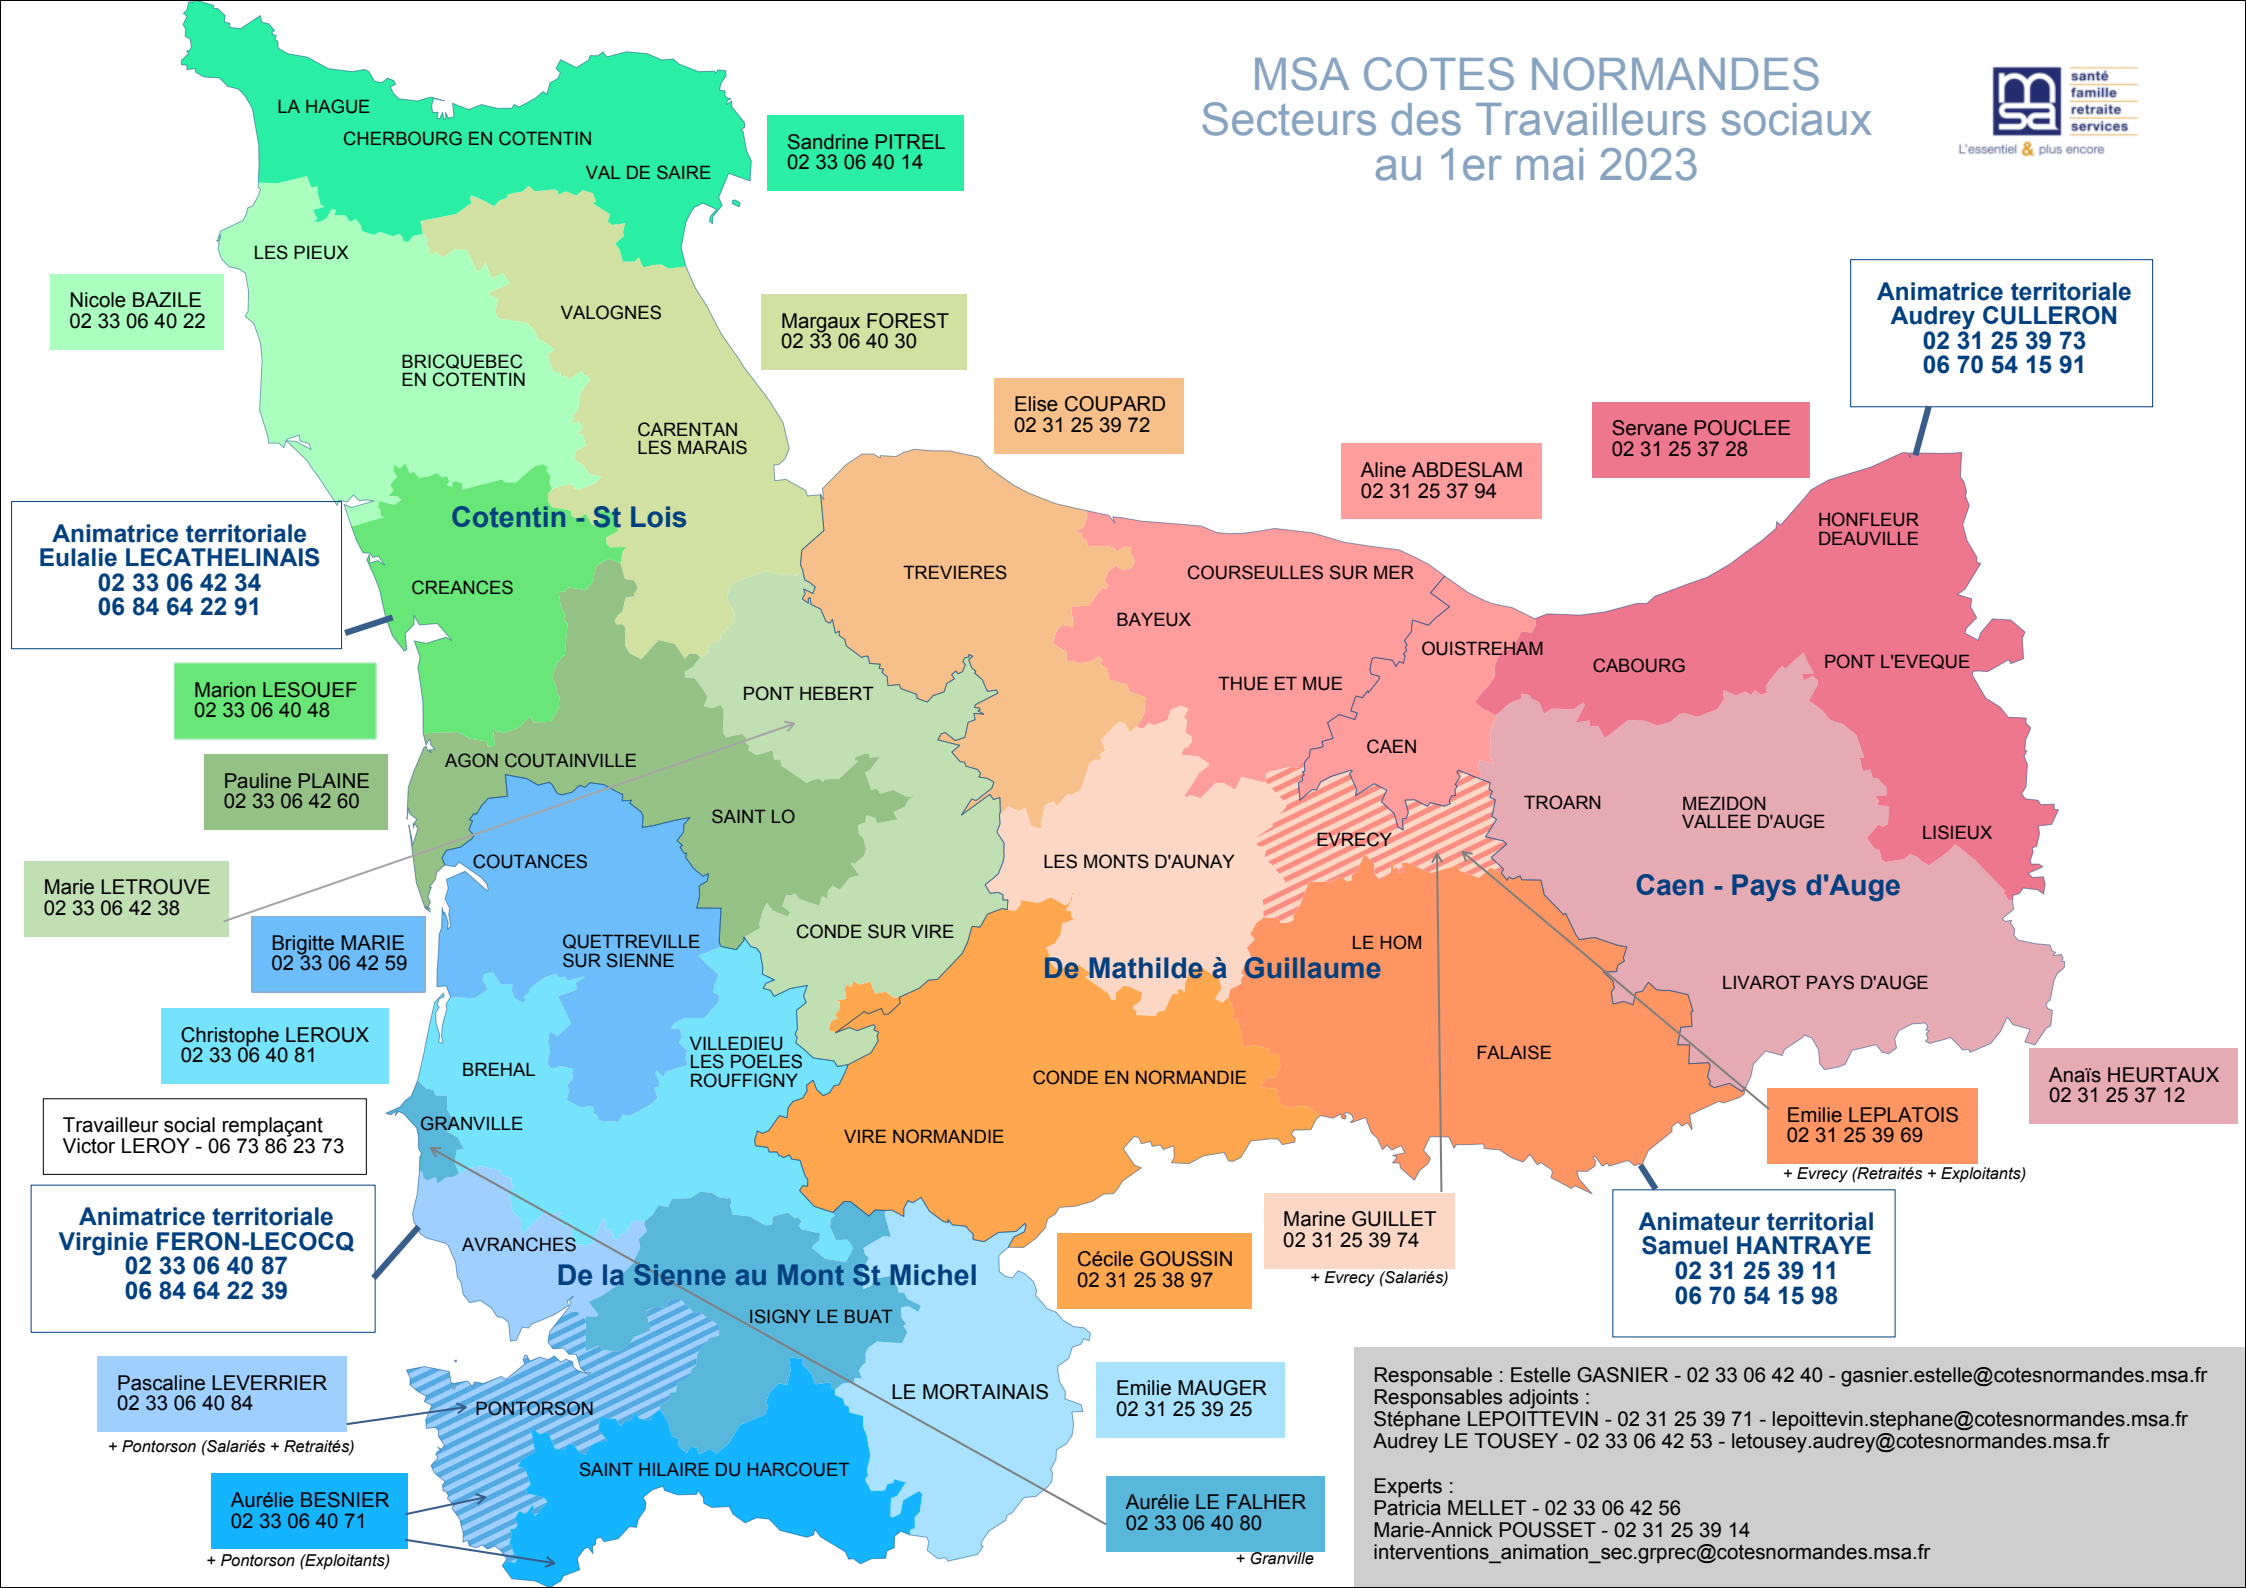 MSA COTES NORMANDES
Secteurs des Travailleurs sociaux
au 1er mai 2023
msa
santé
famille
retraite
services
L'essentiel & plus encore
LA HAGUE
CHERBOURG EN COTENTIN
VAL DE SAIRE
Sandrine PITREL
02 33 06 40 14
LES PIEUX
Nicole BAZILE
02 33 06 40 22
VALOGNES
Margaux FOREST
02 33 06 40 30
BRICQUEBEC
EN COTENTIN
CARENTAN
LES MARAIS
Elise COUPARD
02 31 25 39 72
Aline ABDESLAM
02 31 25 37 94
Servane POUCLEE
02 31 25 37 28
Animatrice territoriale
Audrey CULLERON
02 31 25 39 73
06 70 54 15 91
Cotentin - St Lois
Animatrice territoriale
Eulalie LECATHELINAIS
02 33 06 42 34
06 84 64 22 91
CREANCES
TREVIERES
COURSEULLES SUR MER
BAYEUX
OUISTREHAM
THUE ET MUE
CAEN
HONFLEUR
DEAUVILLE
CABOURG
PONT L'EVEQUE
Marion LESOUEF
02 33 06 40 48
PONT HEBERT
AGON COUTAINVILLE
Pauline PLAINE
02 33 06 42 60
SAINT LO
TROARN
MEZIDON
VALLEE D'AUGE
LISIEUX
EVRECY
LES MONTS D'AUNAY
COUTANCES
Marie LETROUVE
02 33 06 42 38
Caen - Pays d'Auge
Brigitte MARIE
02 33 06 42 59
QUETTREVILLE
SUR SIENNE
CONDE SUR VIRE
LE HOM
De Mathilde à Guillaume
LIVAROT PAYS D'AUGE
Christophe LEROUX
02 33 06 40 81
BREHAL
VILLEDIEU
LES POELES
ROUFFIGNY
CONDE EN NORMANDIE
FALAISE
Anaïs HEURTAUX
02 31 25 37 12
Travailleur social remplaçant
Victor LEROY - 06 73 86 23 73
GRANVILLE
VIRE NORMANDIE
Emilie LEPLATOIS
02 31 25 39 69
+ Evrecy (Retraités + Exploitants)
Animatrice territoriale
Virginie FERON-LECOCQ
02 33 06 40 87
06 84 64 22 39
AVRANCHES
De la Sienne au Mont St Michel
Cécile GOUSSIN
02 31 25 38 97
Marine GUILLET
02 31 25 39 74
+ Evrecy (Salariés)
Animateur territorial
Samuel HANTRAYE
02 31 25 39 11
06 70 54 15 98
ISIGNY LE BUAT
Pascaline LEVERRIER
02 33 06 40 84
+ Pontorson (Salariés + Retraités)
PONTORSON
LE MORTAINAIS
Emilie MAUGER
02 31 25 39 25
SAINT HILAIRE DU HARCOUET
Aurélie BESNIER
02 33 06 40 71
+ Pontorson (Exploitants)
Aurélie LE FALHER
02 33 06 40 80
+ Granville
Responsable : Estelle GASNIER - 02 33 06 42 40 - gasnier.estelle@cotesnormandes.msa.fr
Responsables adjoints :
Stéphane LEPOITTEVIN - 02 31 25 39 71 - lepoittevin.stephane@cotesnormandes.msa.fr
Audrey LE TOUSEY - 02 33 06 42 53 - letousey.audrey@cotesnormandes.msa.fr
Experts :
Patricia MELLET - 02 33 06 42 56
Marie-Annick POUSSET - 02 31 25 39 14
interventions_animation_sec.grprec@cotesnormandes.msa.fr